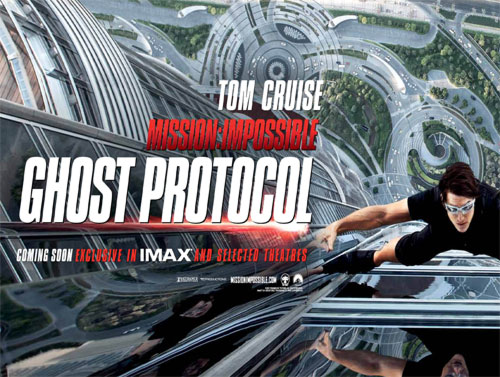 TOM CRUISE
MISSION:IMPOSSIBLE
GHOST PROTOCOL
COMING SOON EXCLUSIVE IN IMAX AND SELECTED THEATRES
MISSIONIMPOSSIBLE.COM